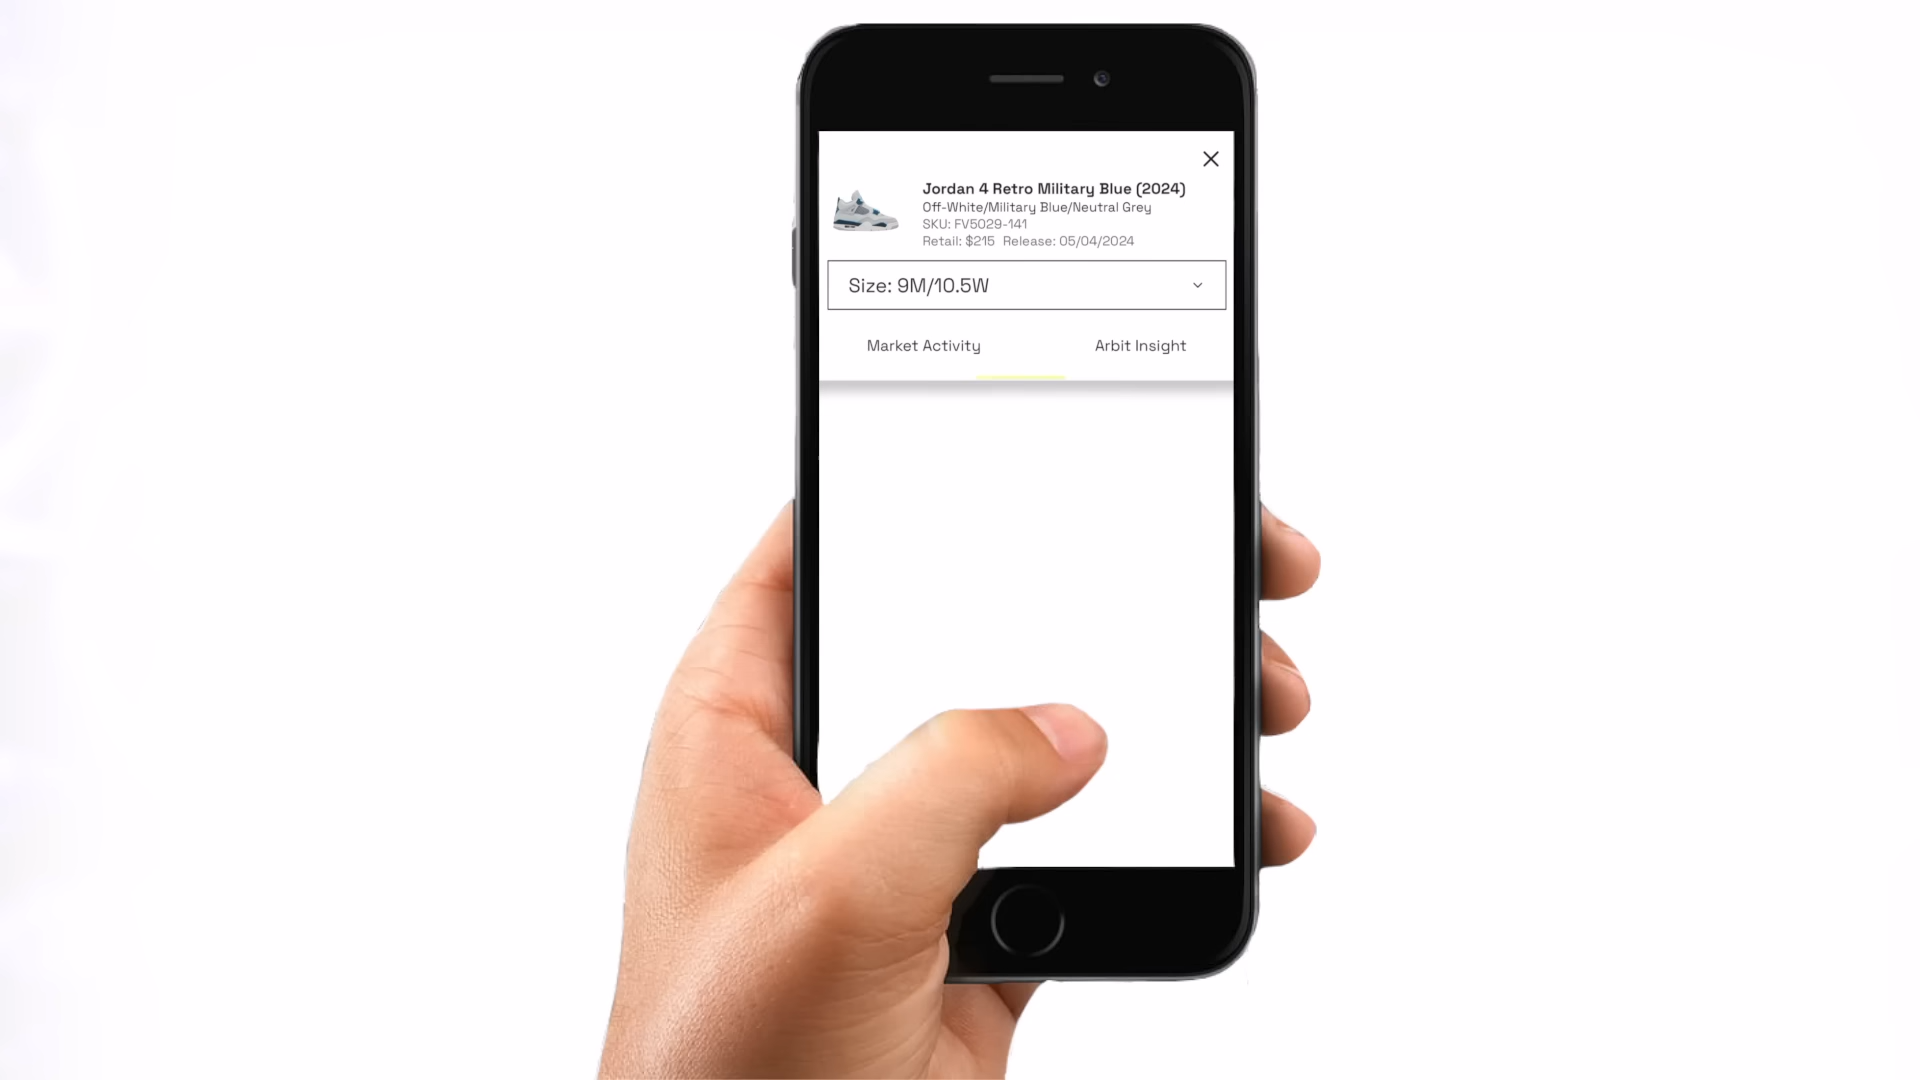 Jordan 4 Retro Military Blue (2024)
Off-White/Military Blue/Neutral Grey
SKU: FV5029-141
Retail: $215 Release: 05/04/2024
Size: 9M/10.5W
Market Activity Arbit Insight